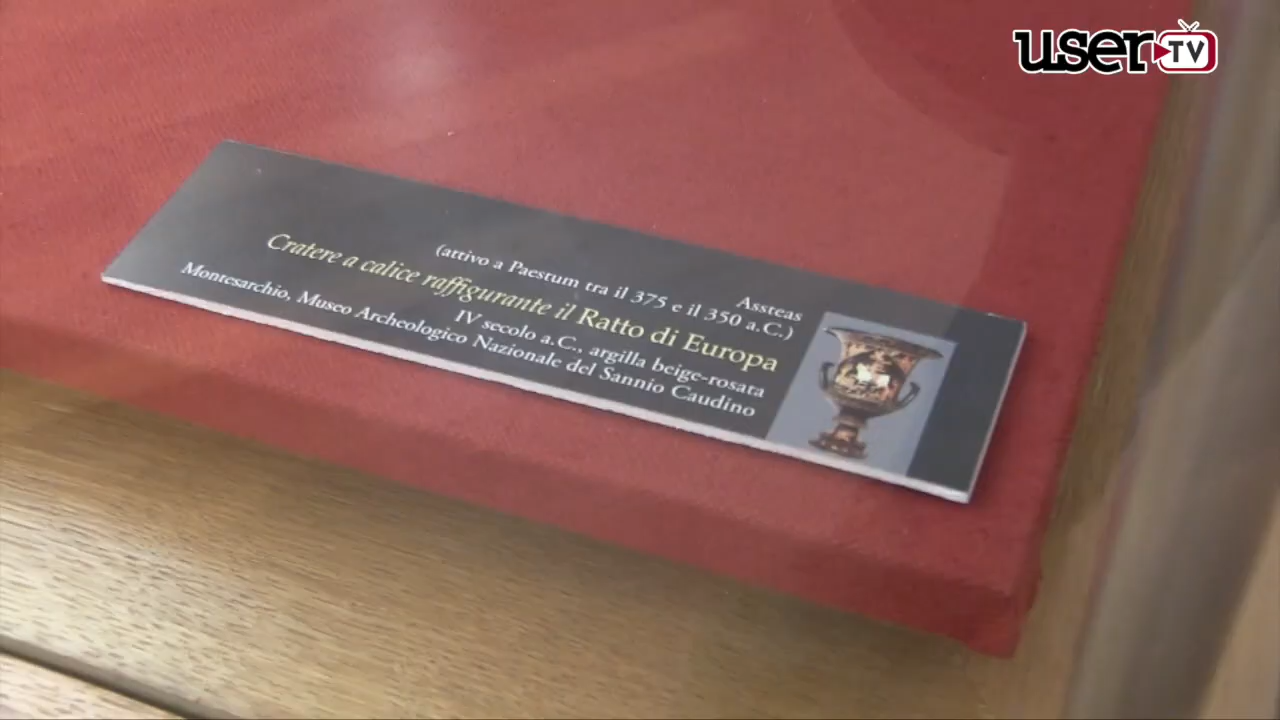 user TV
Assteas
(attivo a Paestum tra il 375 e il 350 a.C.)
Cratere a calice raffigurante il Ratto di Europa
IV secolo a.C., argilla beige-rosata
Montesarchio, Museo Archeologico Nazionale del Sannio Caudino